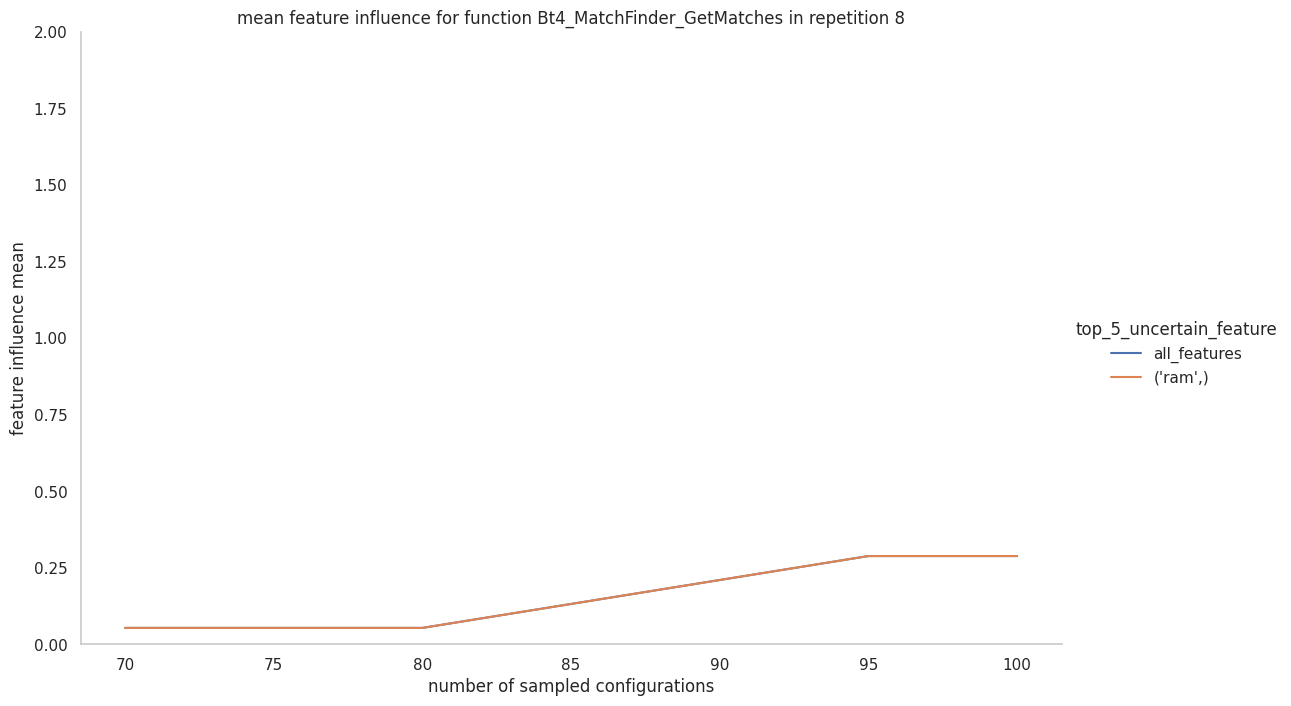 mean feature influence for function Bt4_MatchFinder_GetMatches in repetition 8
2.00
1.75
1.50
1.25
1.00
0.75
0.50
0.25
0.00
feature influence mean
70 75 80 85 90 95 100
number of sampled configurations
top_5_uncertain_feature
all_features
('ram',)